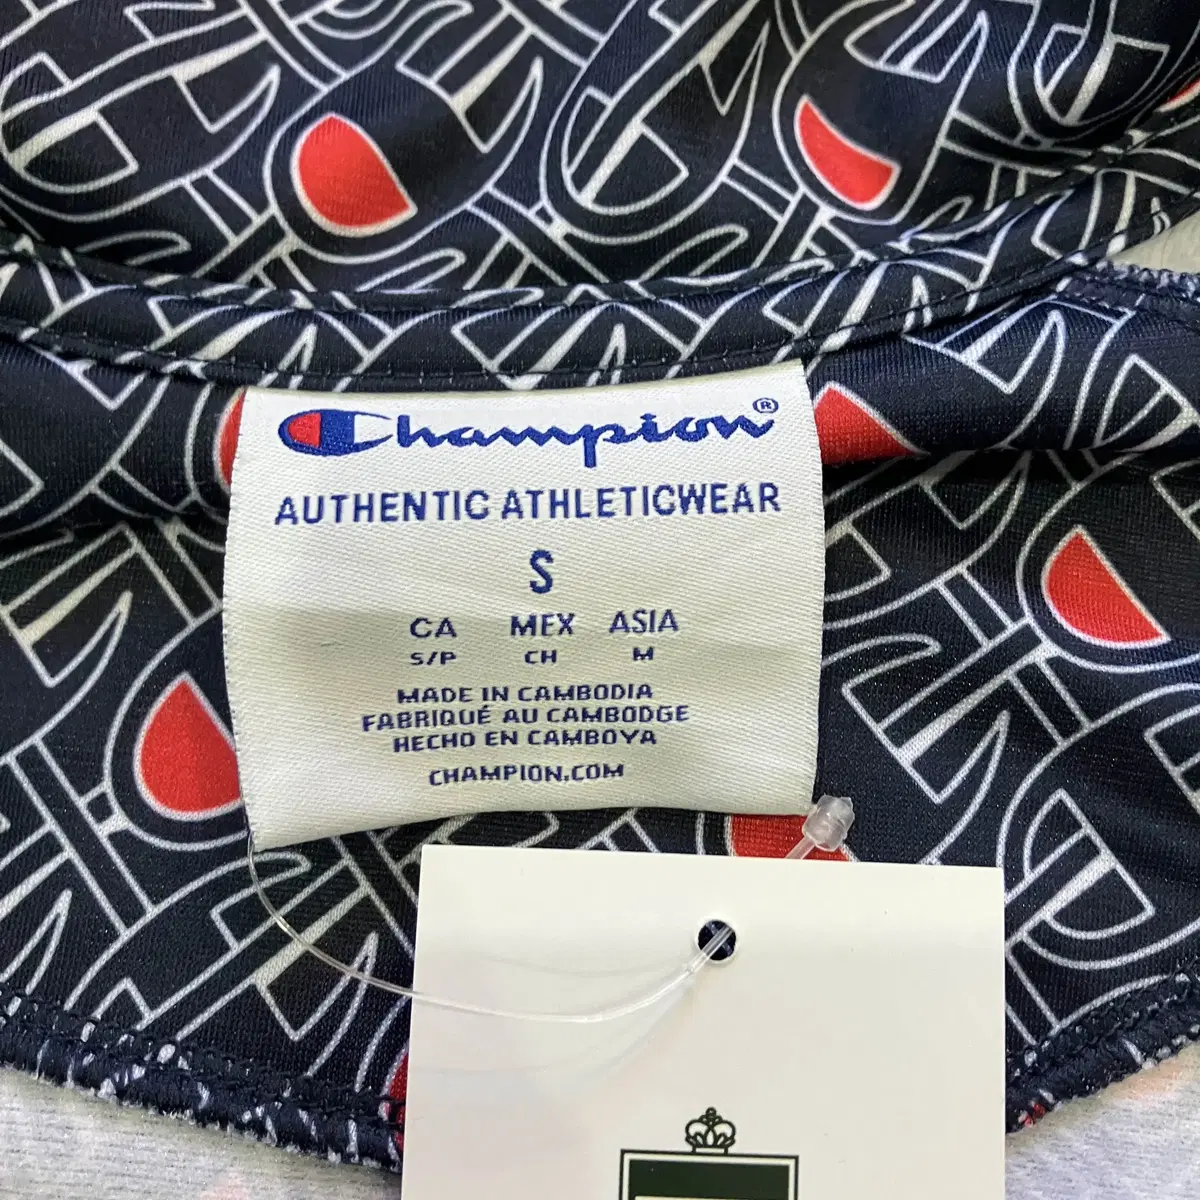 Champion®
AUTHENTIC ATHLETICWEAR
S
CA MEX ASIA
S/P CH M
MADE IN CAMBODIA
FABRIQUÉ AU CAMBODGE
HECHO EN CAMBOYA
CHAMPION.COM